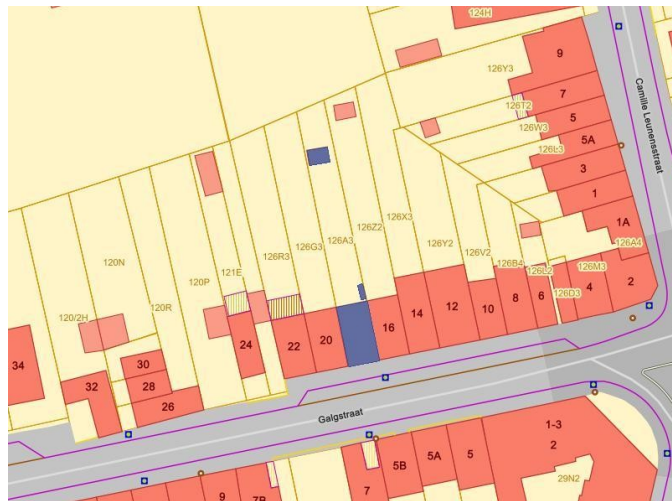 124H
9
126Y3
7
126T2
5
126W3
5A
126L3
3
1
1A
126A4
Camille Leunensstraat
120N
120P
121E
126R3
126G3
126A3
126Z2
126X3
126Y2
126V2
126B4
126L2
126M3
126D3
120/2H
120R
34
32
30
28
26
24
22
20
16
14
12
10
8
6
4
2
Galgstraat
9
7B
7
5B
5A
5
1-3
2
29N2